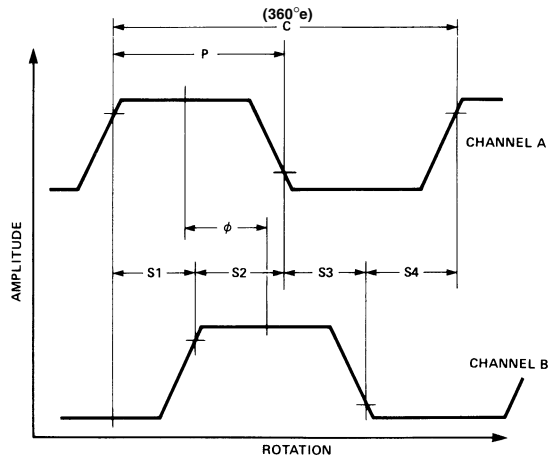 (360°e)
C
P
CHANNEL A
ϕ
S1 S2 S3 S4
AMPLITUDE
CHANNEL B
ROTATION